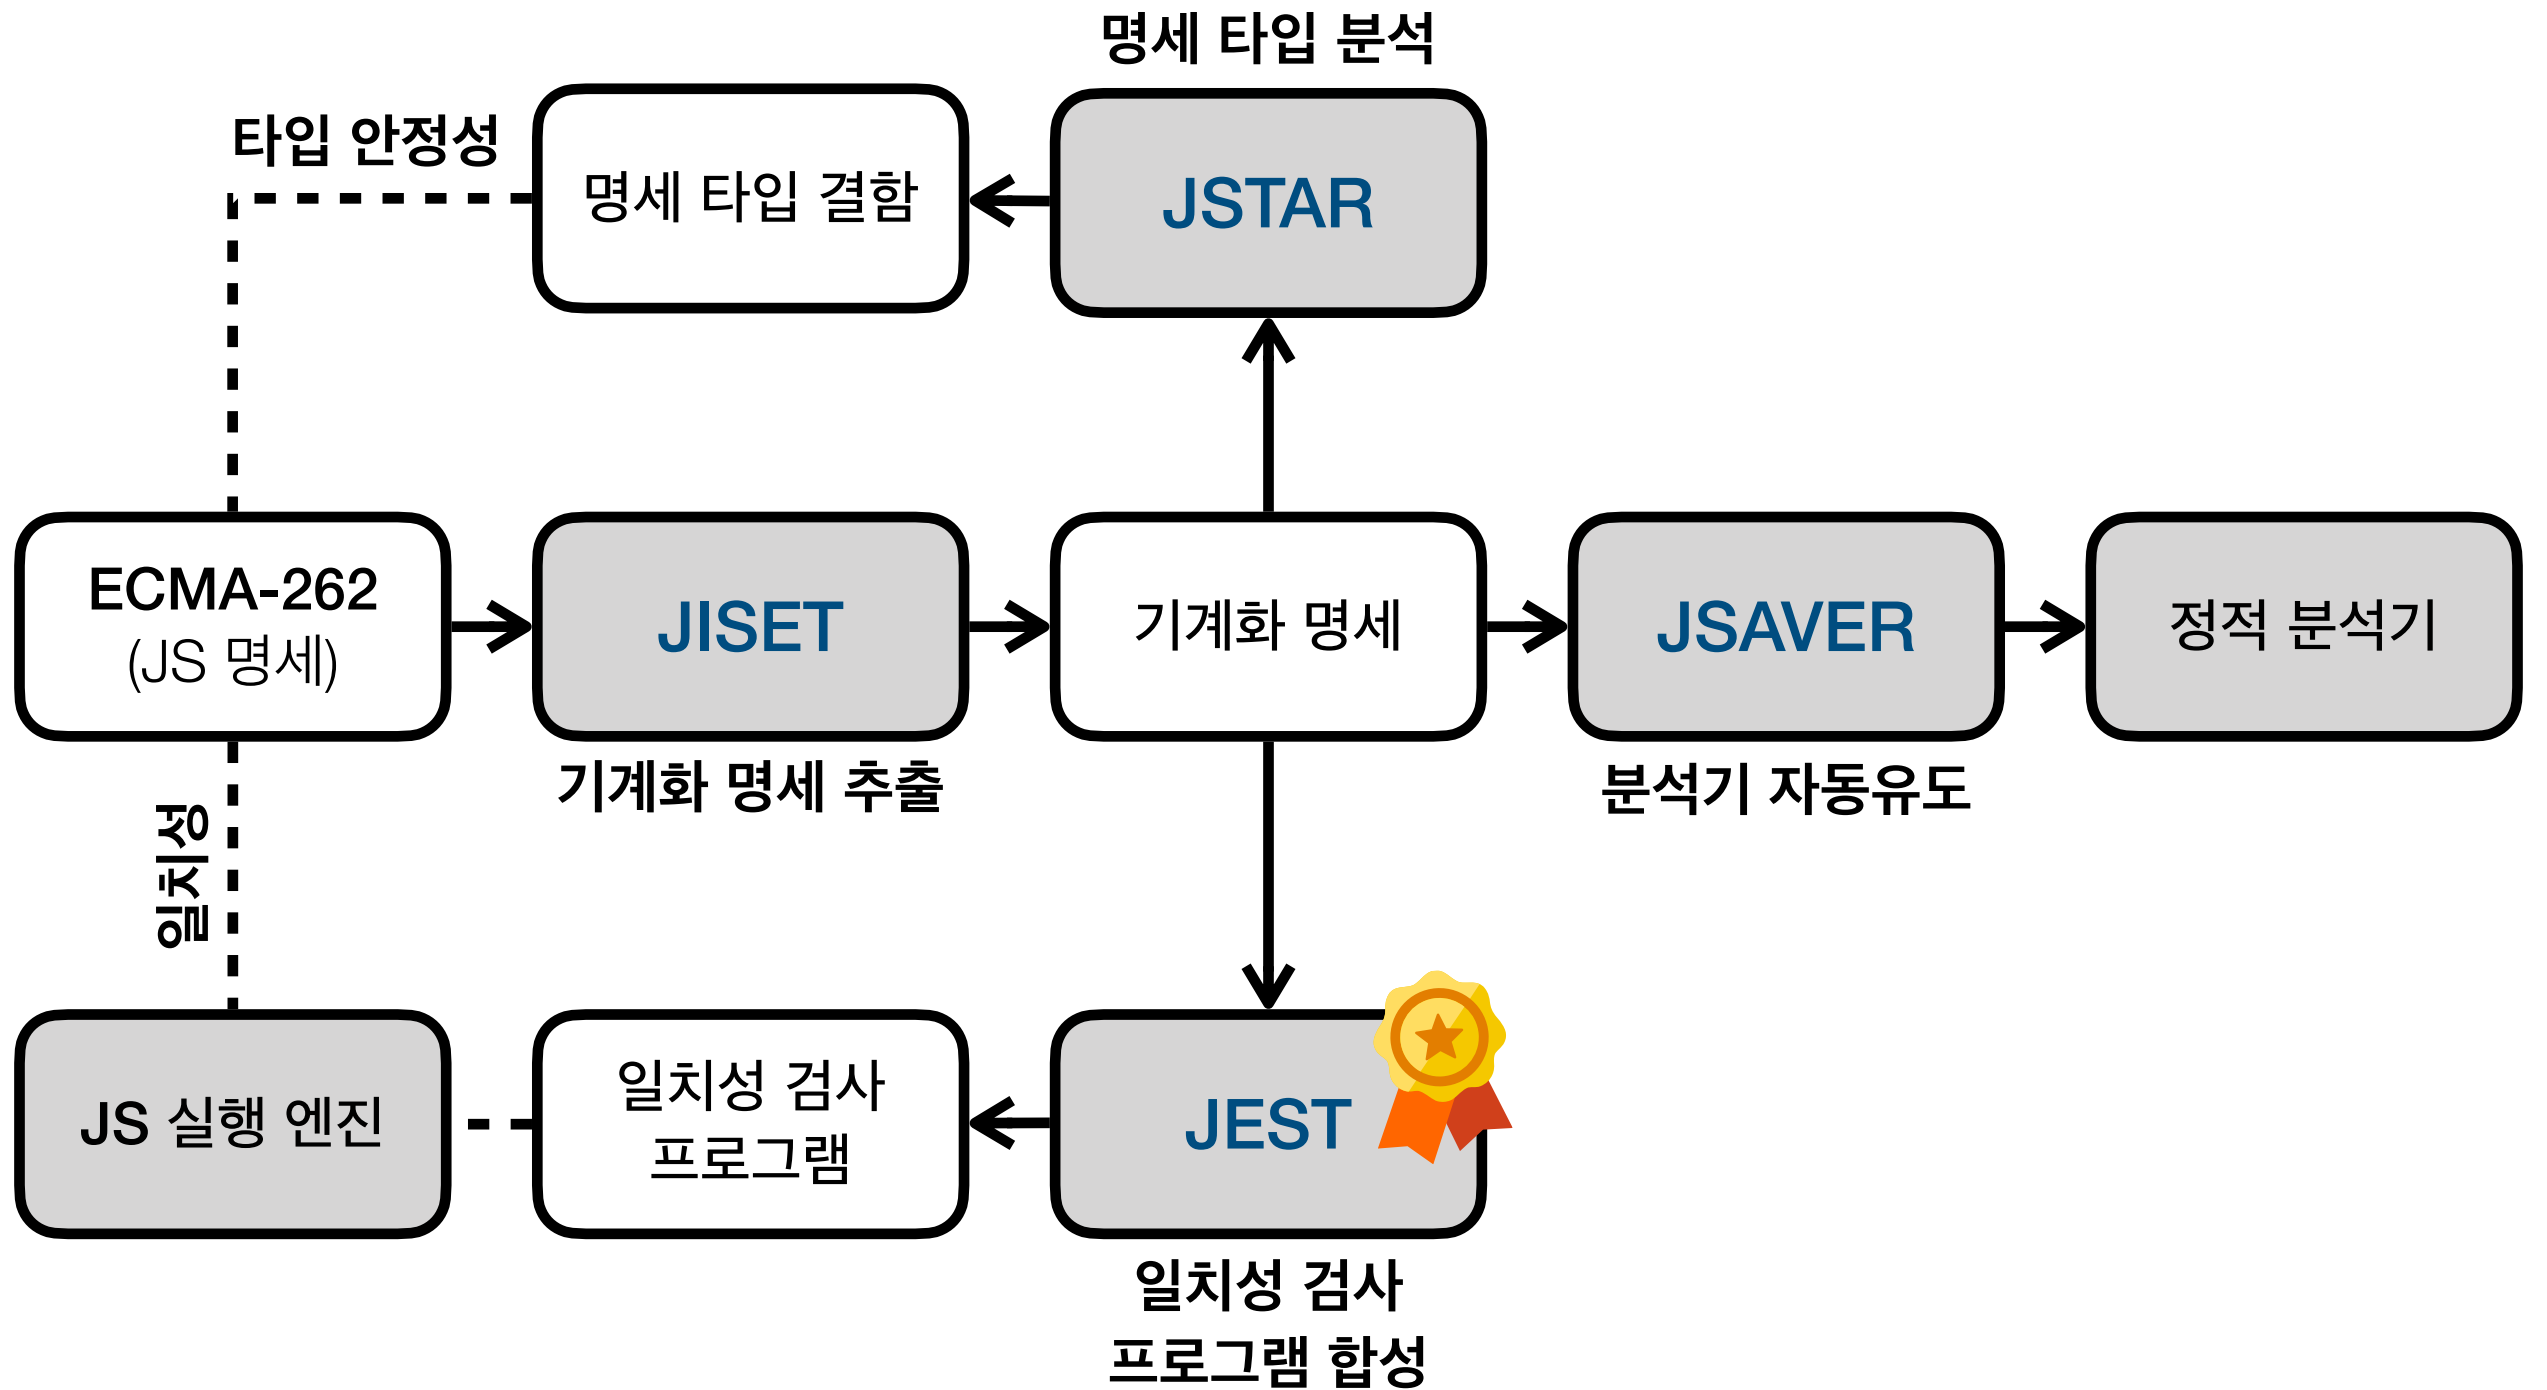 명세 타입 분석
타입 안정성
명세 타입 결함
JSTAR
ECMA-262
(JS 명세)
JISET
기계화 명세
JSAVER
정적 분석기
기계화 명세 추출
분석기 자동유도
일치성
JS 실행 엔진
일치성 검사
프로그램
JEST
일치성 검사
프로그램 합성